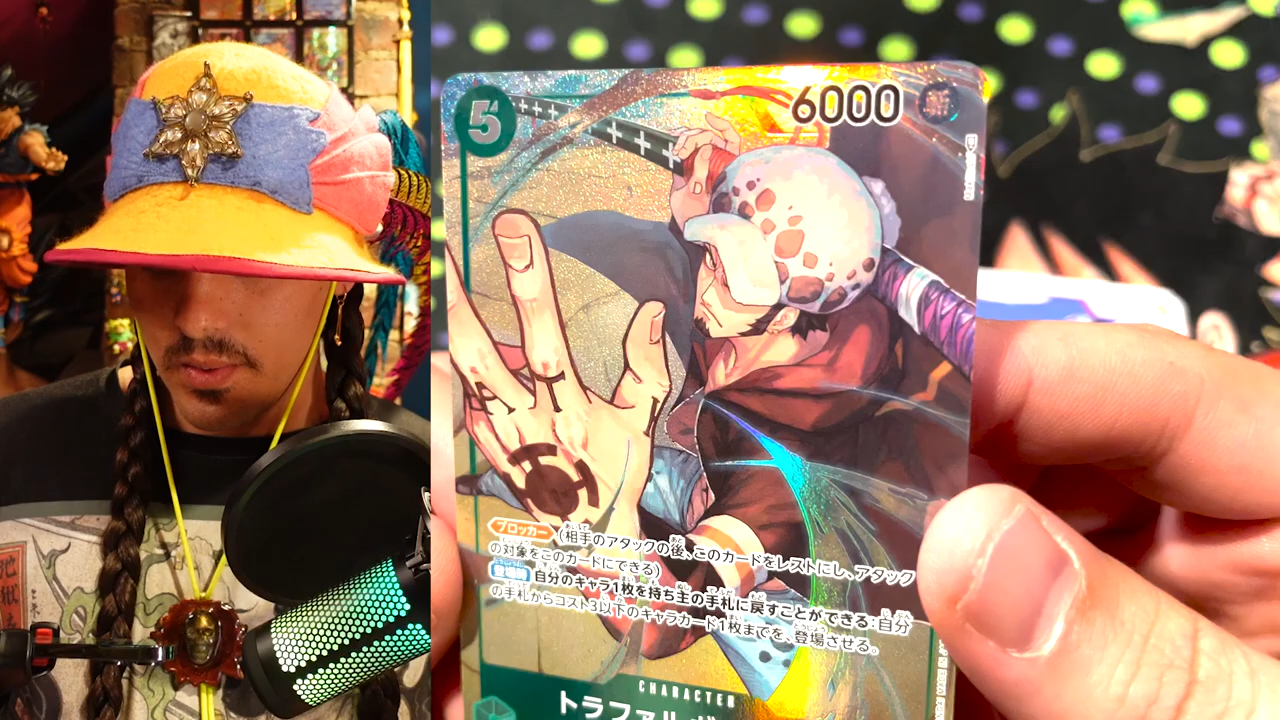 5
6000
斬
ブロッカー (相手のアタックの後、このカードをレストにし、アタック
の対象をこのカードにできる)
登場時 自分のキャラ1枚を持ち主の手札に戻すことができる:自分
の手札からコスト3以下のキャラカード1枚までを、登場させる。
CHARACTER
トラファルガ
地獄